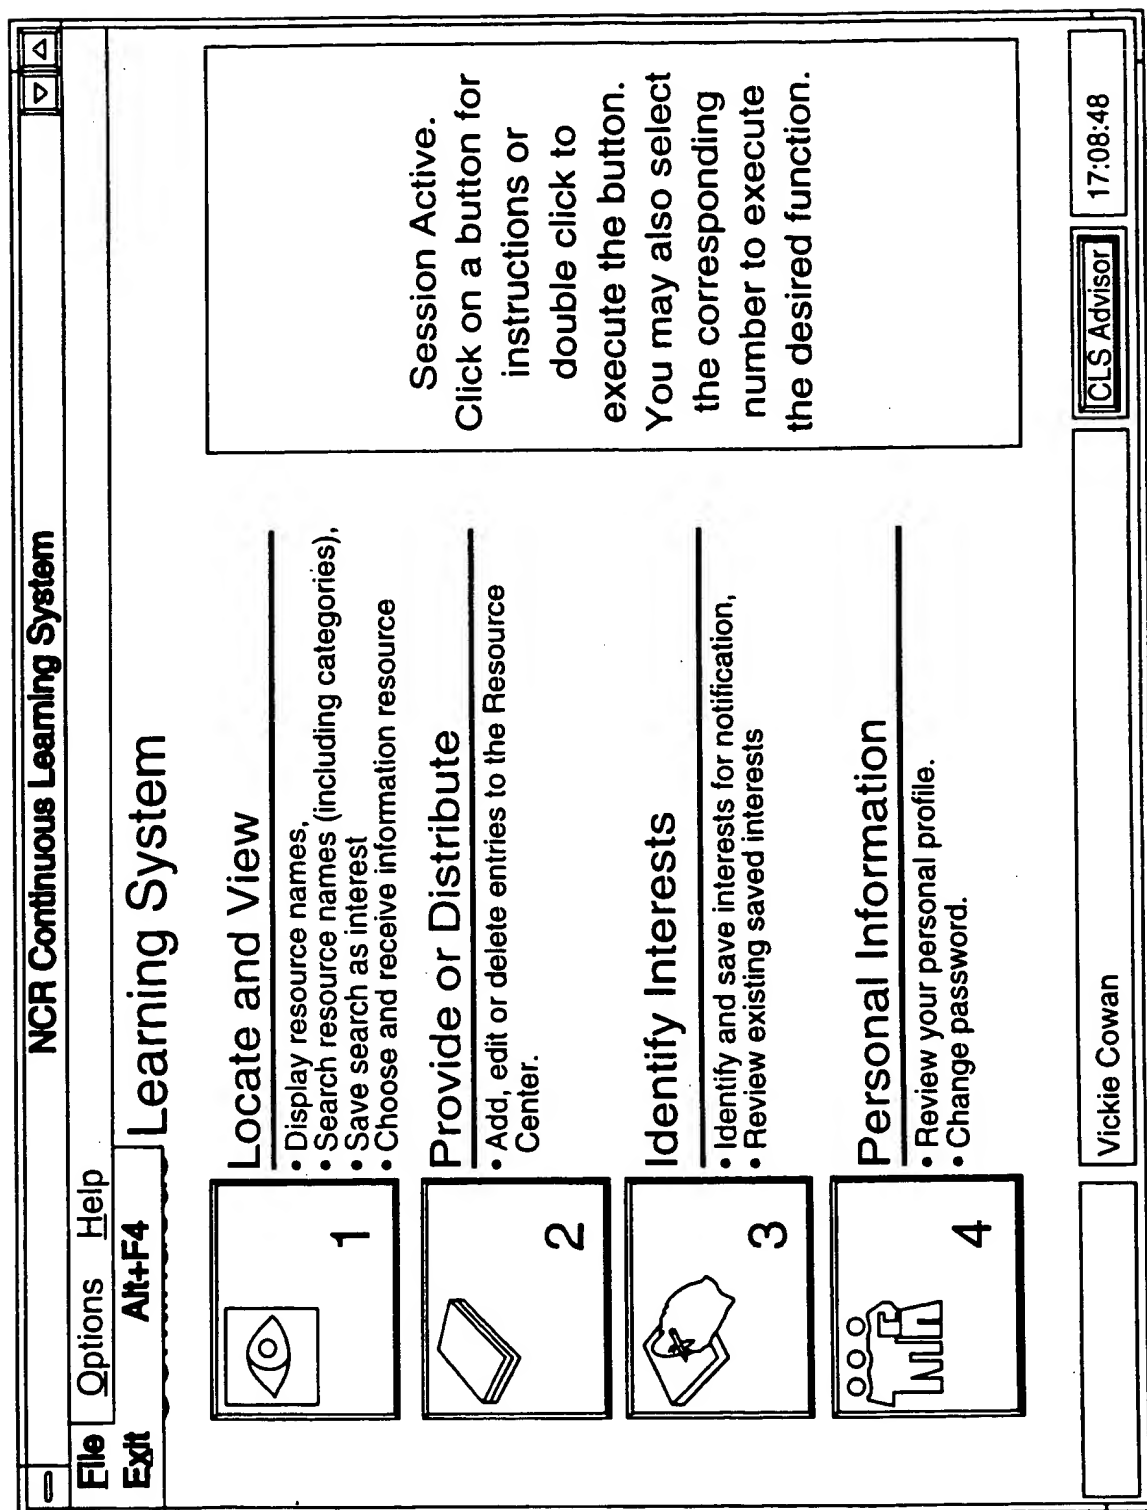 NCR Continuous Learning System
File Options Help
Exit Alt+F4
Learning System
1
Locate and View
• Display resource names,
• Search resource names (including categories),
• Save search as interest
• Choose and receive information resource
2
Provide or Distribute
• Add, edit or delete entries to the Resource
Center.
3
Identify Interests
• Identify and save interests for notification,
• Review existing saved interests
4
Personal Information
• Review your personal profile.
• Change password.
Session Active.
Click on a button for
instructions or
double click to
execute the button.
You may also select
the corresponding
number to execute
the desired function.
Vickie Cowan
CLS Advisor
17:08:48